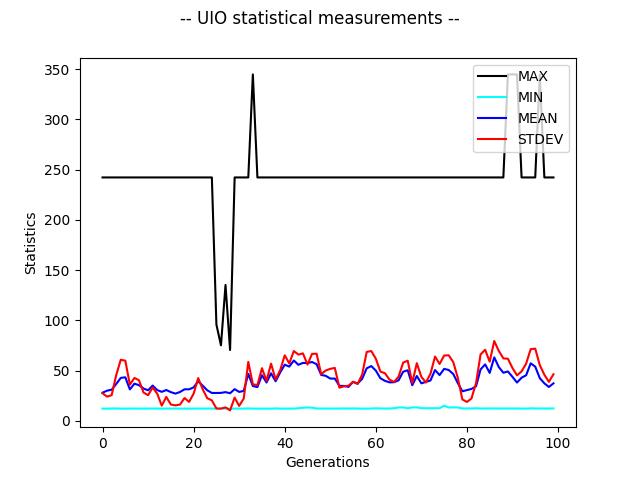 -- UIO statistical measurements --
350
300
250
200
150
100
50
0
Statistics
MAX
MIN
MEAN
STDEV
0 20 40 60 80 100
Generations